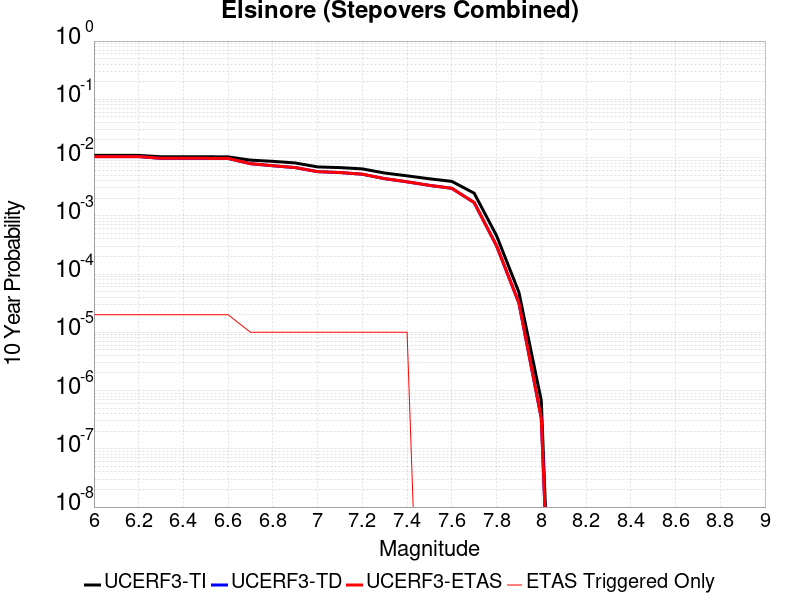 Elsinore (Stepovers Combined)
10^0
10^-1
10^-2
10^-3
10^-4
10^-5
10^-6
10^-7
10^-8
10 Year Probability
6 6.2 6.4 6.6 6.8 7 7.2 7.4 7.6 7.8 8 8.2 8.4 8.6 8.8 9
Magnitude
UCERF3-TI UCERF3-TD UCERF3-ETAS ETAS Triggered Only